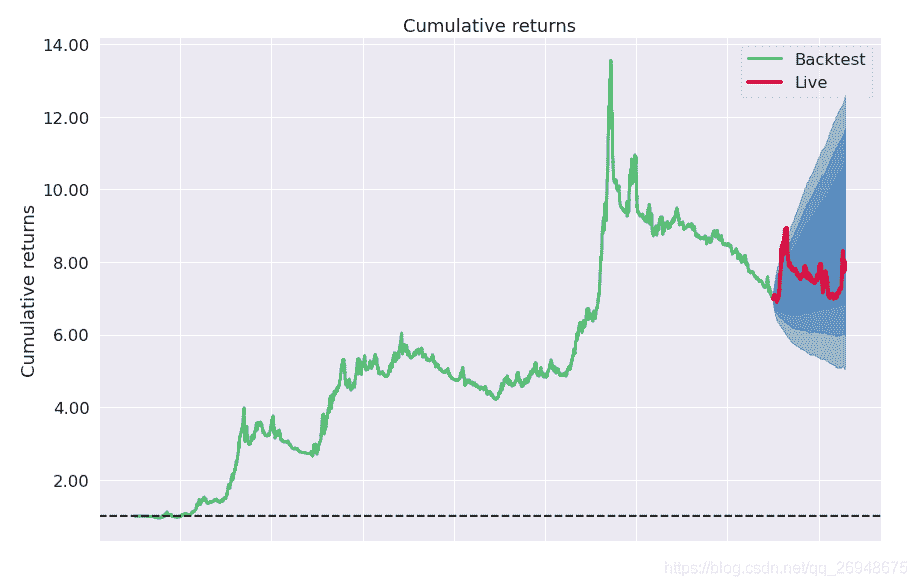 Cumulative returns
14.00
12.00
10.00
8.00
6.00
4.00
2.00
Cumulative returns
Backtest
Live
https://blog.csdn.net/qq_26948675